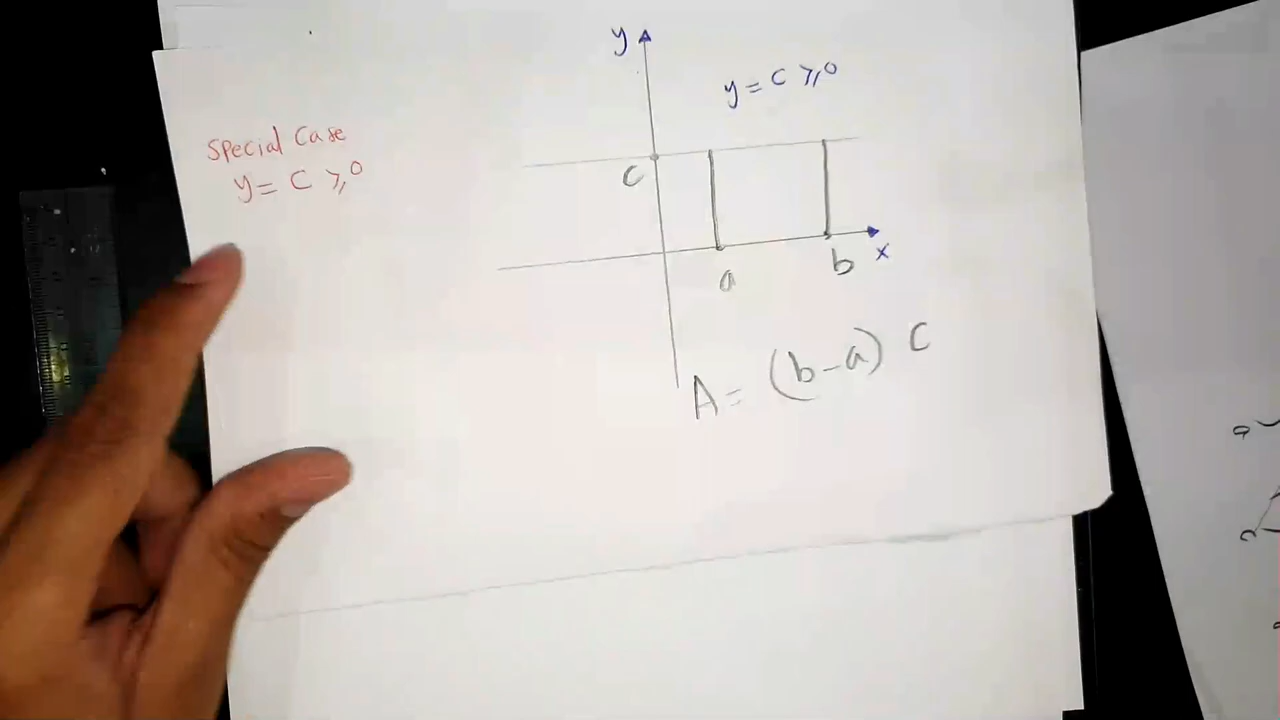 Special Case
y = C ⩾ 0
y
y = C ⩾ 0
C
a
b
x
A = (b-a) C